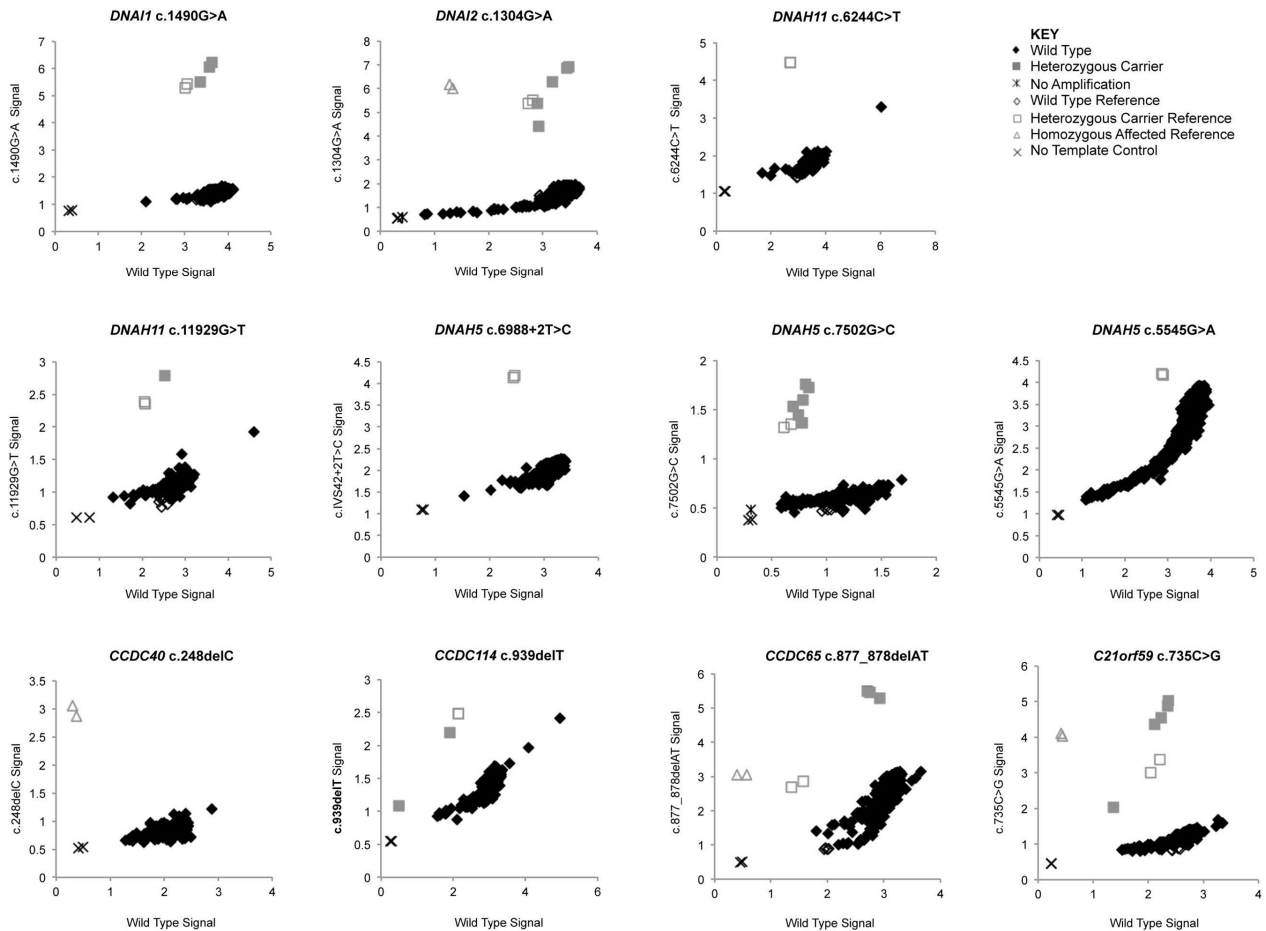 DNAI1 c.1490G>A
7
6
5
4
3
2
1
0
c.1490G>A Signal
0 1 2 3 4 5
Wild Type Signal
DNAI2 c.1304G>A
8
7
6
5
4
3
2
1
0
c.1304G>A Signal
0 1 2 3 4
Wild Type Signal
DNAH11 c.6244C>T
5
4
3
2
1
0
c.6244C>T Signal
0 2 4 6 8
Wild Type Signal
KEY
Wild Type
Heterozygous Carrier
No Amplification
Wild Type Reference
Heterozygous Carrier Reference
Homozygous Affected Reference
No Template Control
DNAH11 c.11929G>T
3
2.5
2
1.5
1
0.5
0
c.11929G>T Signal
0 1 2 3 4 5
Wild Type Signal
DNAH5 c.6988+2T>C
4.5
4
3.5
3
2.5
2
1.5
1
0.5
0
c.IVS42+2T>C Signal
0 1 2 3 4
Wild Type Signal
DNAH5 c.7502G>C
2
1.5
1
0.5
0
c.7502G>C Signal
0 0.5 1 1.5 2
Wild Type Signal
DNAH5 c.5545G>A
4.5
4
3.5
3
2.5
2
1.5
1
0.5
0
c.5545G>A Signal
0 1 2 3 4 5
Wild Type Signal
CCDC40 c.248delC
3.5
3
2.5
2
1.5
1
0.5
0
c.248delC Signal
0 1 2 3 4
Wild Type Signal
CCDC114 c.939delT
3
2.5
2
1.5
1
0.5
0
c.939delT Signal
0 2 4 6
Wild Type Signal
CCDC65 c.877_878delAT
6
5
4
3
2
1
0
c.877_878delAT Signal
0 1 2 3 4
Wild Type Signal
C21orf59 c.735C>G
6
5
4
3
2
1
0
c.735C>G Signal
0 1 2 3 4
Wild Type Signal